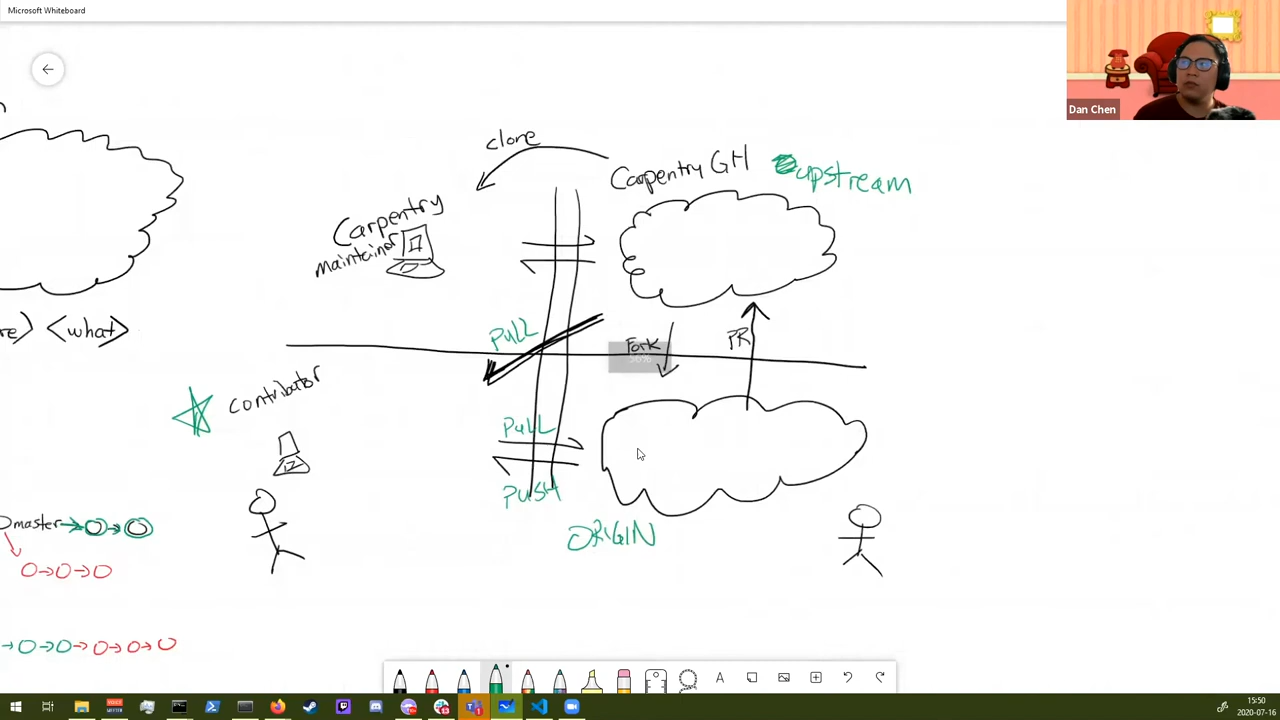 Microsoft Whiteboard
Dan Chen
clone
Carpentry GH
upstream
Carpentry
maintainer
<what>
PULL
Fork
PR
contributor
PULL
PUSH
ORIGIN
master
15:50
2020-07-16